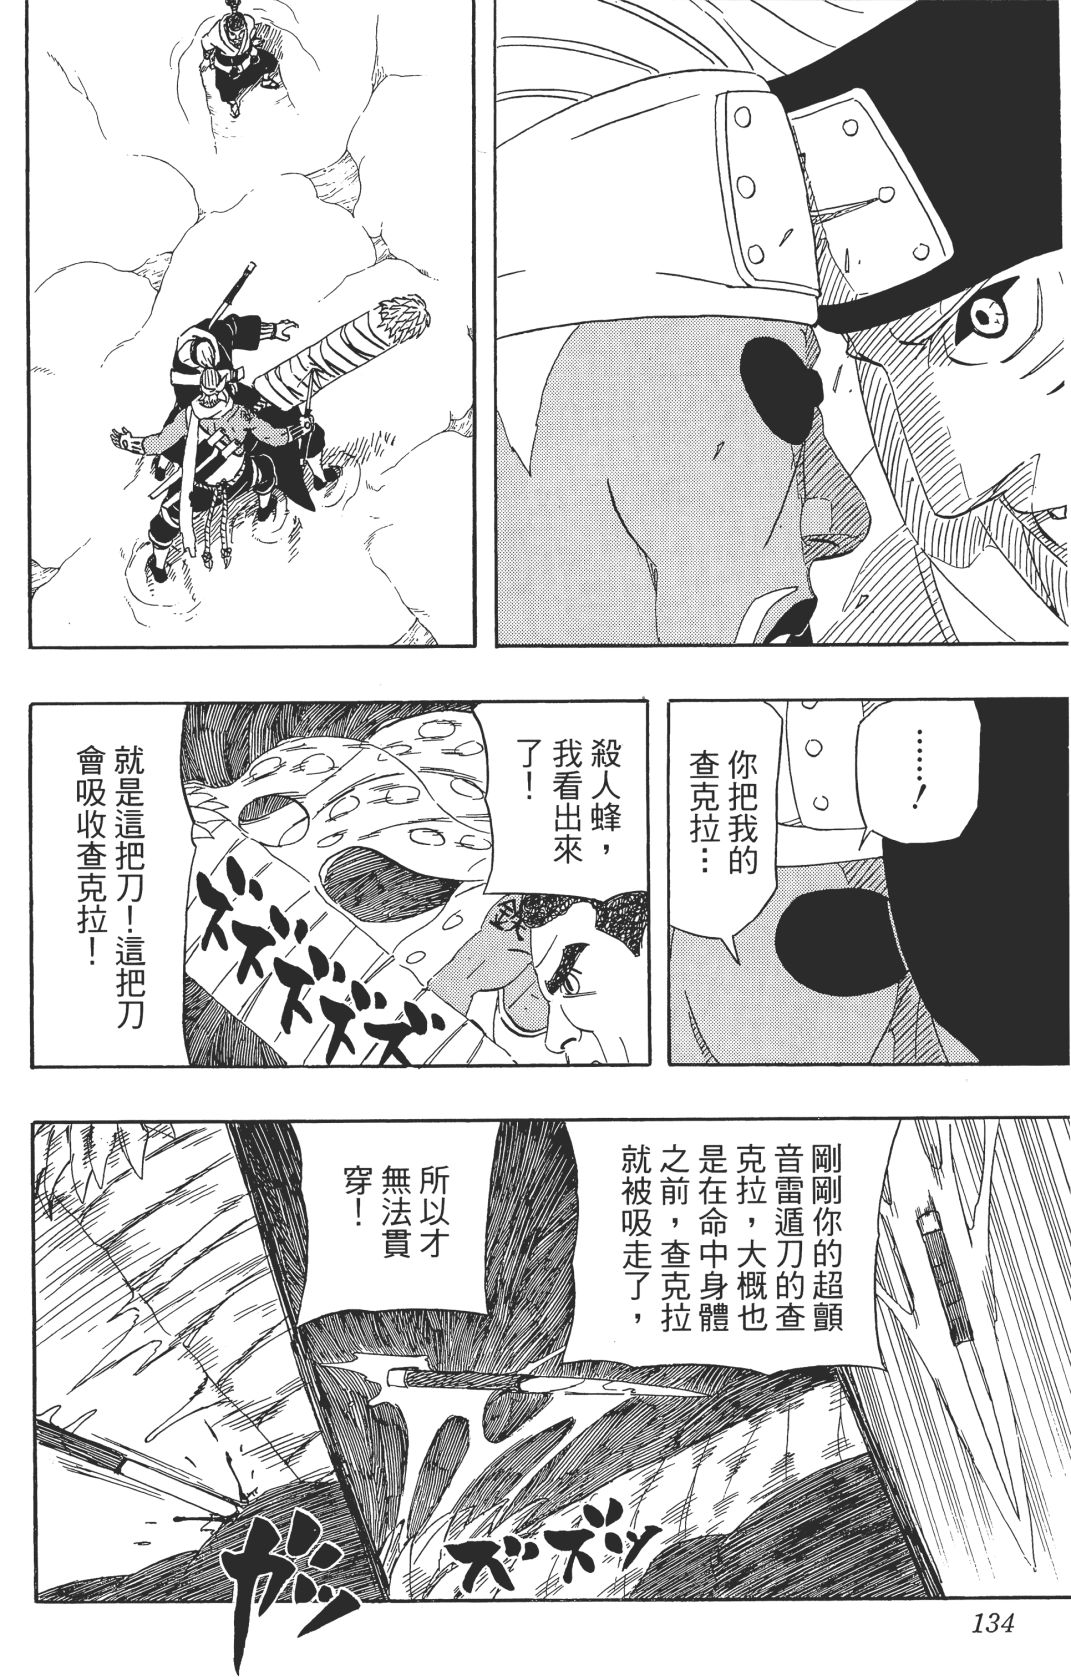 ……！
你把我的
查克拉…
殺人蜂，
我看出來
了！
就是這把刀！這把刀
會吸收查克拉！
ズズズズズ
剛剛你的超顫
音雷遁刀的查
克拉，大概也
是在命中身體
之前，查克拉
就被吸走了，
所以才
無法貫
穿！
ズズッ
ガッ
134